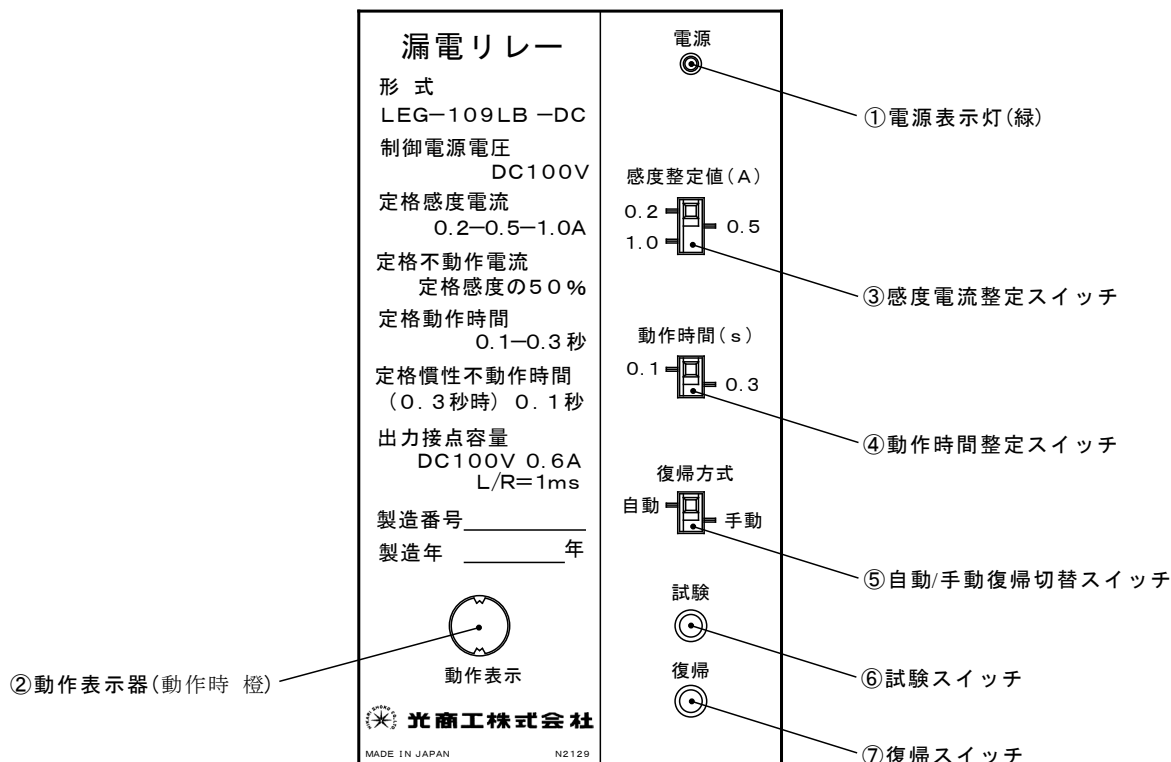 漏電リレー
形 式
LEG－109LB －DC
制御電源電圧
DC100V
定格感度電流
0.2－0.5－1.0A
定格不動作電流
定格感度の50％
定格動作時間
0.1－0.3秒
定格慣性不動作時間
（0.3秒時）0.1秒
出力接点容量
DC100V 0.6A
L/R＝1ms
製造番号
製造年 年
動作表示
光商工株式会社
MADE IN JAPAN N2129
電源
感度整定値(A)
0.2
0.5
1.0
動作時間(s)
0.1
0.3
復帰方式
自動
手動
試験
復帰
①電源表示灯(緑)
③感度電流整定スイッチ
④動作時間整定スイッチ
⑤自動/手動復帰切替スイッチ
⑥試験スイッチ
⑦復帰スイッチ
②動作表示器(動作時 橙)